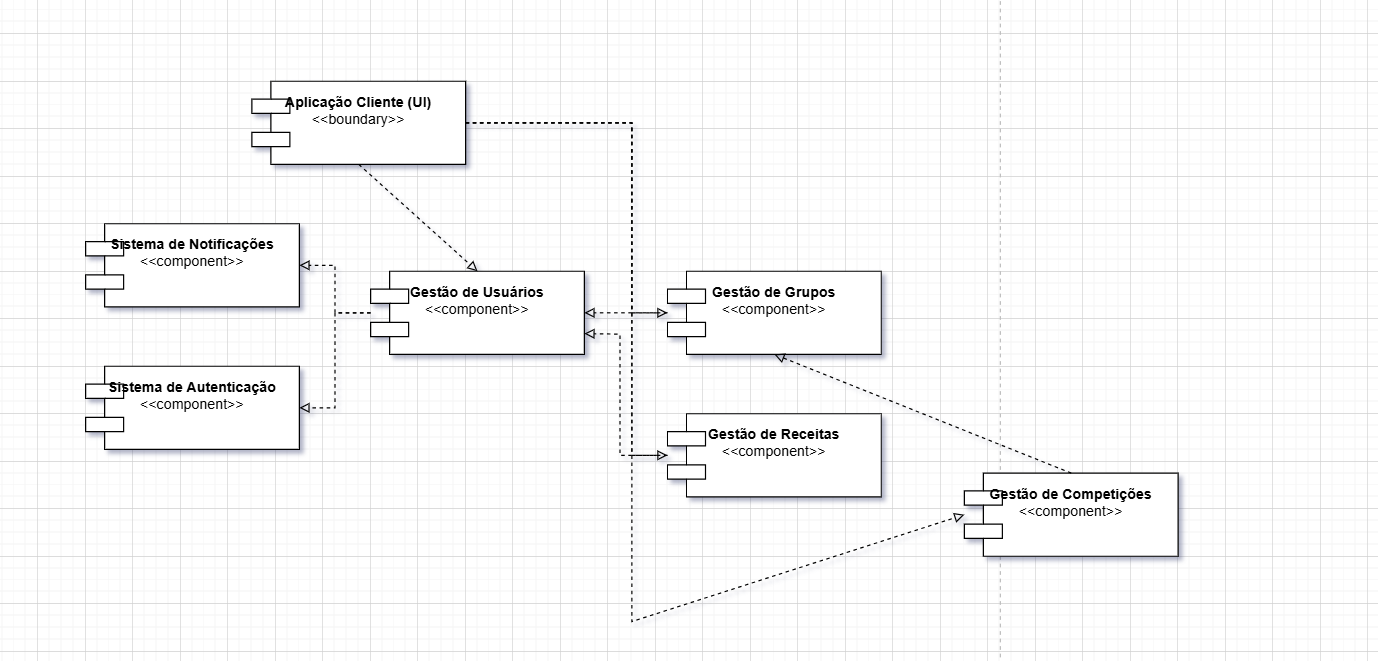 Aplicação Cliente (UI)
<<boundary>>
Sistema de Notificações
<<component>>
Gestão de Usuários
<<component>>
Gestão de Grupos
<<component>>
Sistema de Autenticação
<<component>>
Gestão de Receitas
<<component>>
Gestão de Competições
<<component>>